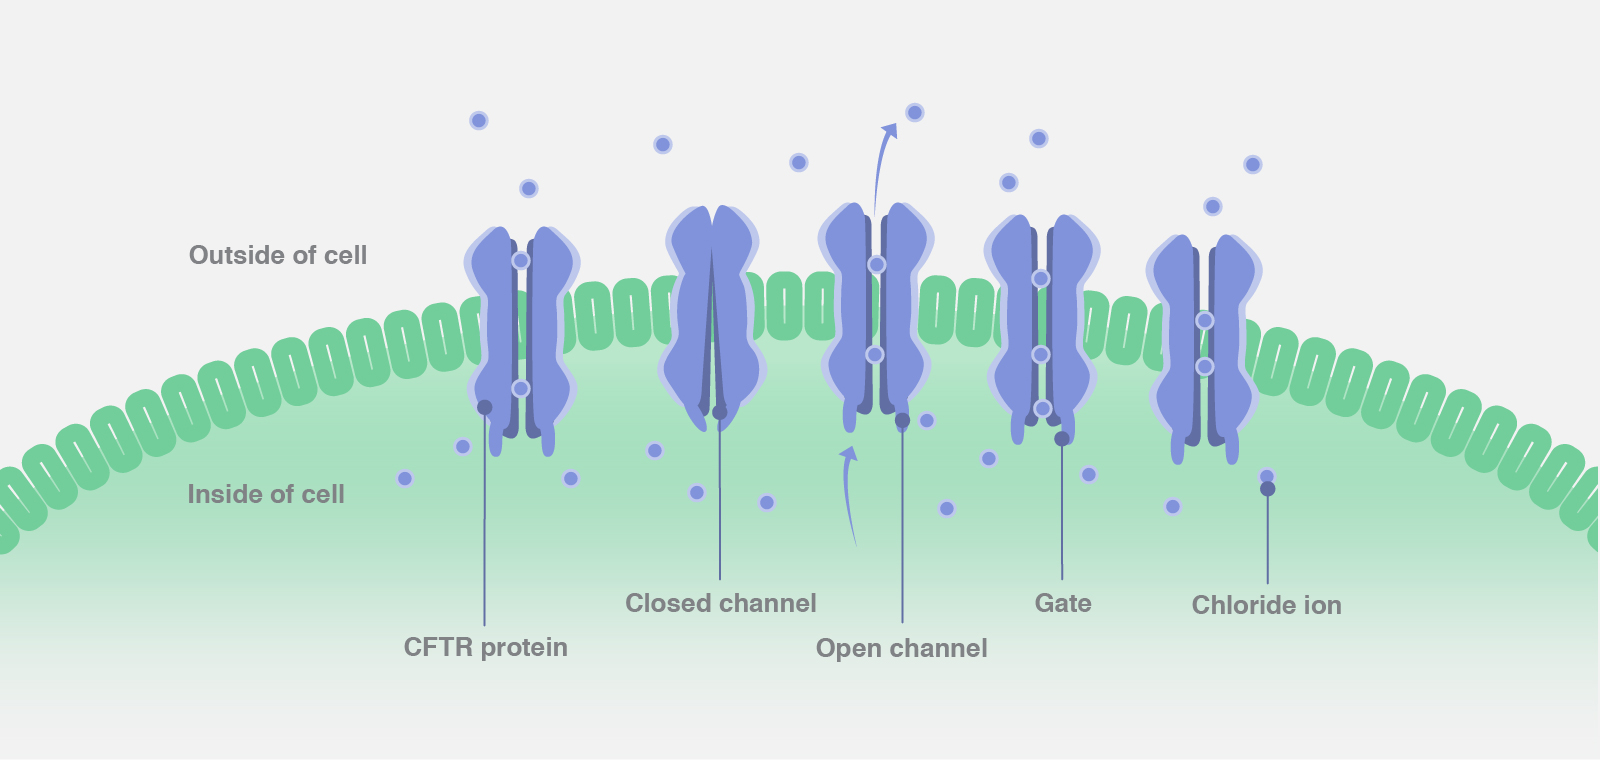 Outside of cell
Inside of cell
Closed channel
Gate
Chloride ion
CFTR protein
Open channel